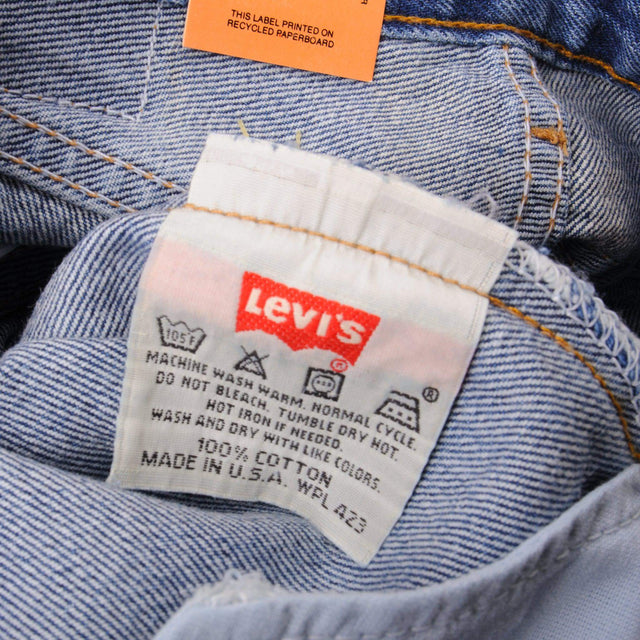 THIS LABEL PRINTED ON
RECYCLED PAPERBOARD
LEVI'S
®
105F
®
MACHINE WASH WARM. NORMAL CYCLE.
DO NOT BLEACH. TUMBLE DRY HOT.
HOT IRON IF NEEDED.
WASH AND DRY WITH LIKE COLORS.
100% COTTON
MADE IN U.S.A. WPL 423